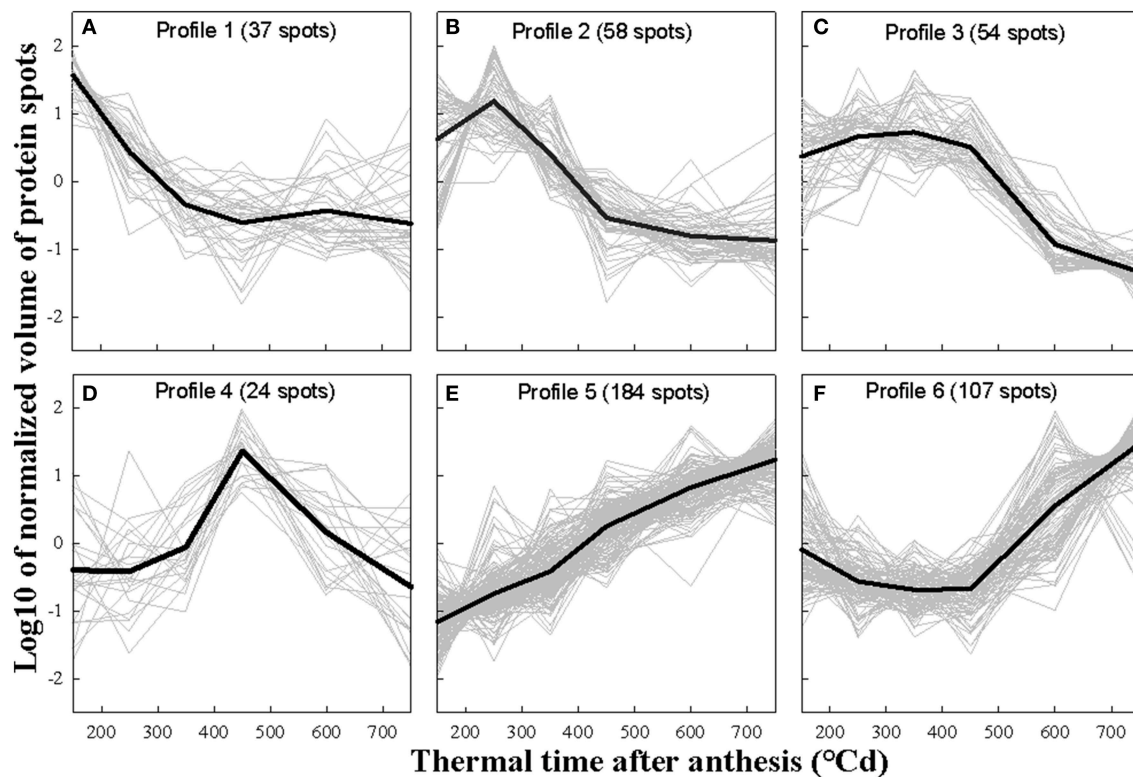 Log10 of normalized volume of protein spots
A Profile 1 (37 spots)
B Profile 2 (58 spots)
C Profile 3 (54 spots)
2
1
0
-1
-2
D Profile 4 (24 spots)
E Profile 5 (184 spots)
F Profile 6 (107 spots)
2
1
0
-1
-2
200 300 400 500 600 700
200 300 400 500 600 700
200 300 400 500 600 700
Thermal time after anthesis (°Cd)